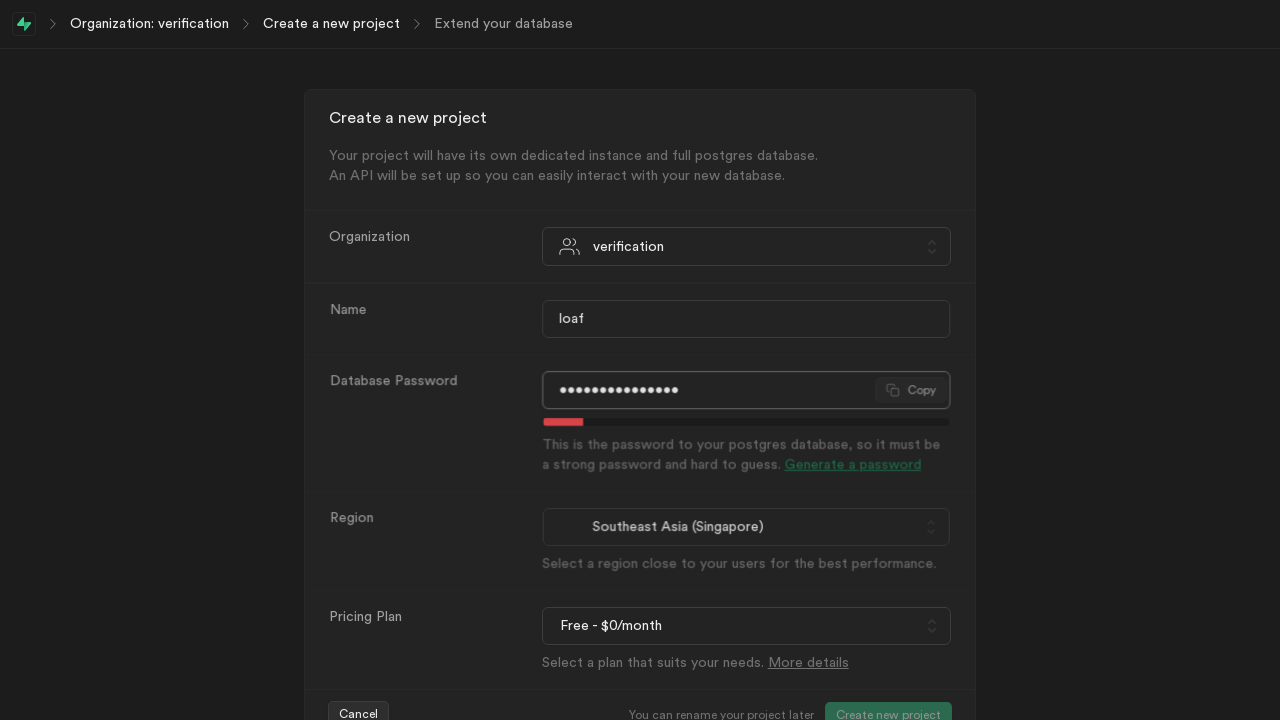 Organization: verification
Create a new project
Extend your database
Create a new project
Your project will have its own dedicated instance and full postgres database.
An API will be set up so you can easily interact with your new database.
Organization
verification
Name
loaf
Database Password
•••••••••••••••
Copy
This is the password to your postgres database, so it must be
a strong password and hard to guess. Generate a password
Region
Southeast Asia (Singapore)
Select a region close to your users for the best performance.
Pricing Plan
Free - $0/month
Select a plan that suits your needs. More details
Cancel
You can rename your project later
Create new project